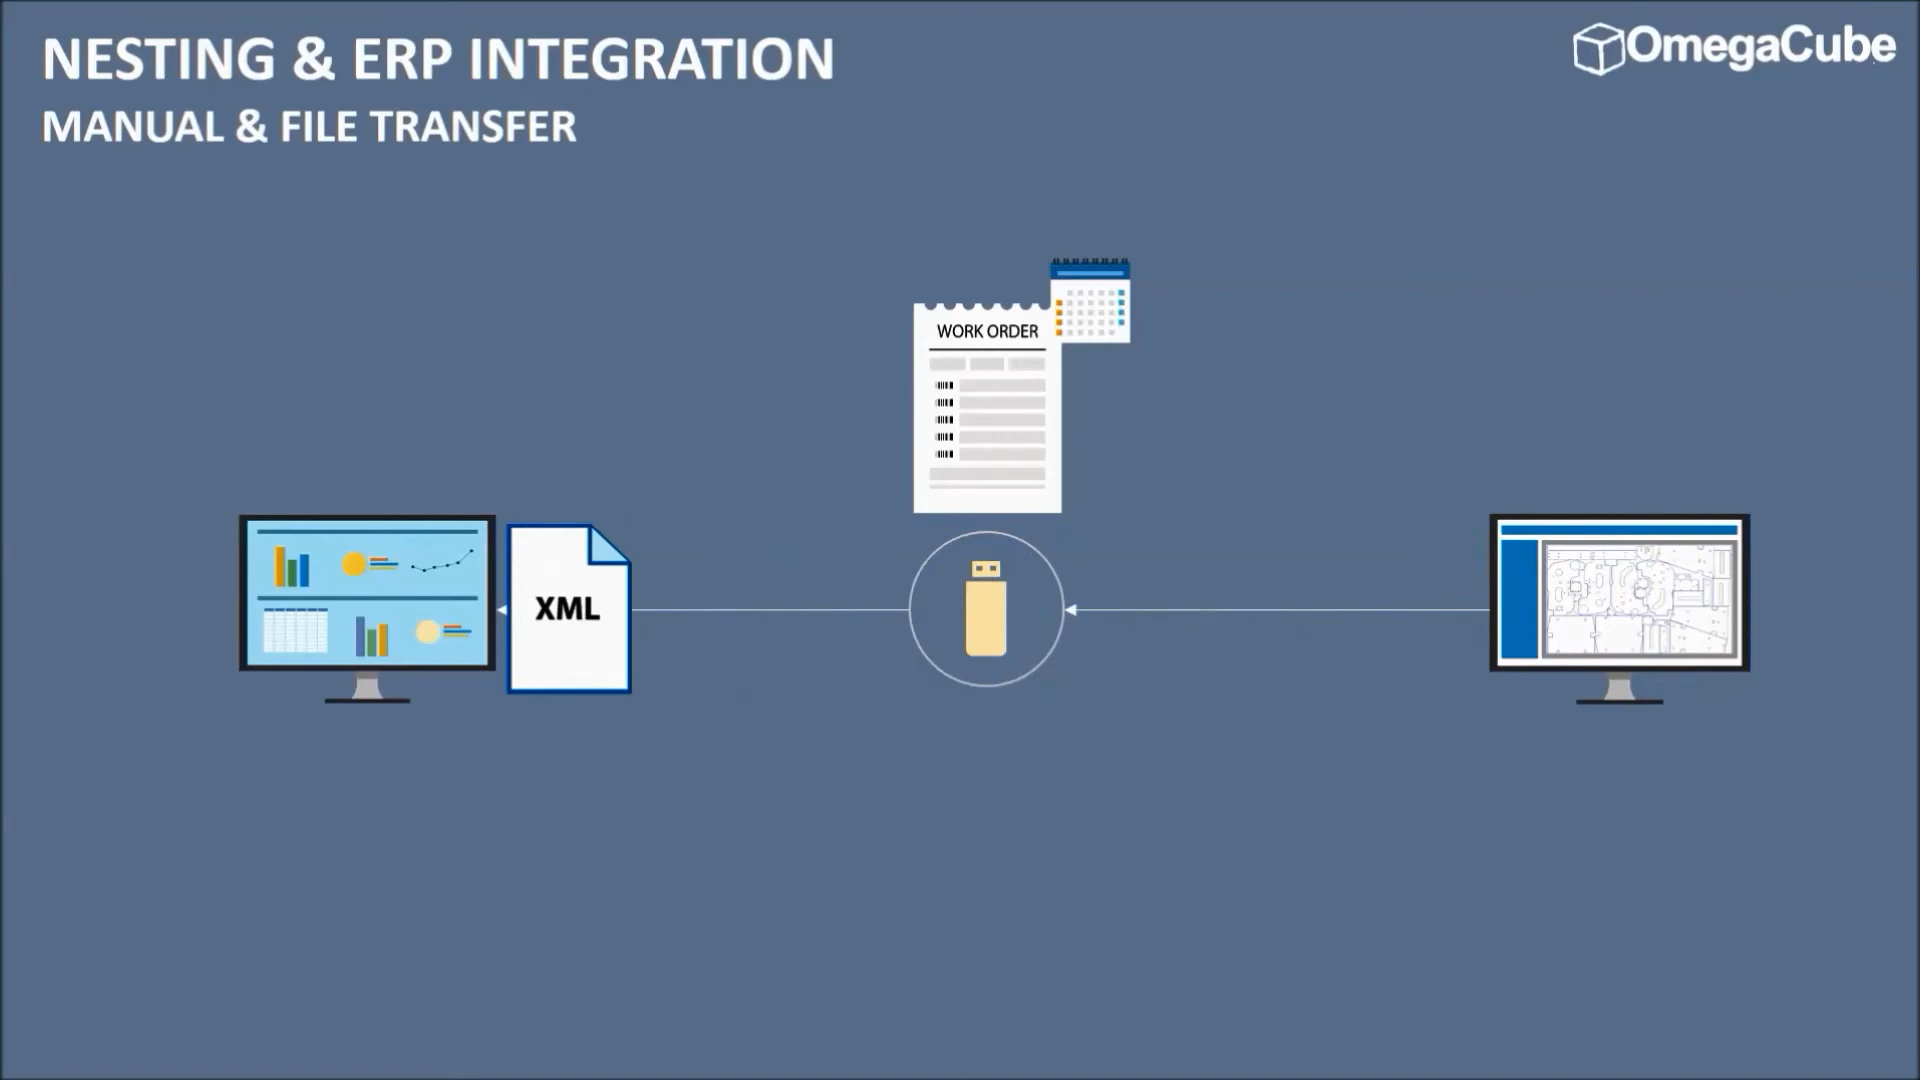 NESTING & ERP INTEGRATION
OmegaCube
MANUAL & FILE TRANSFER
WORK ORDER
XML